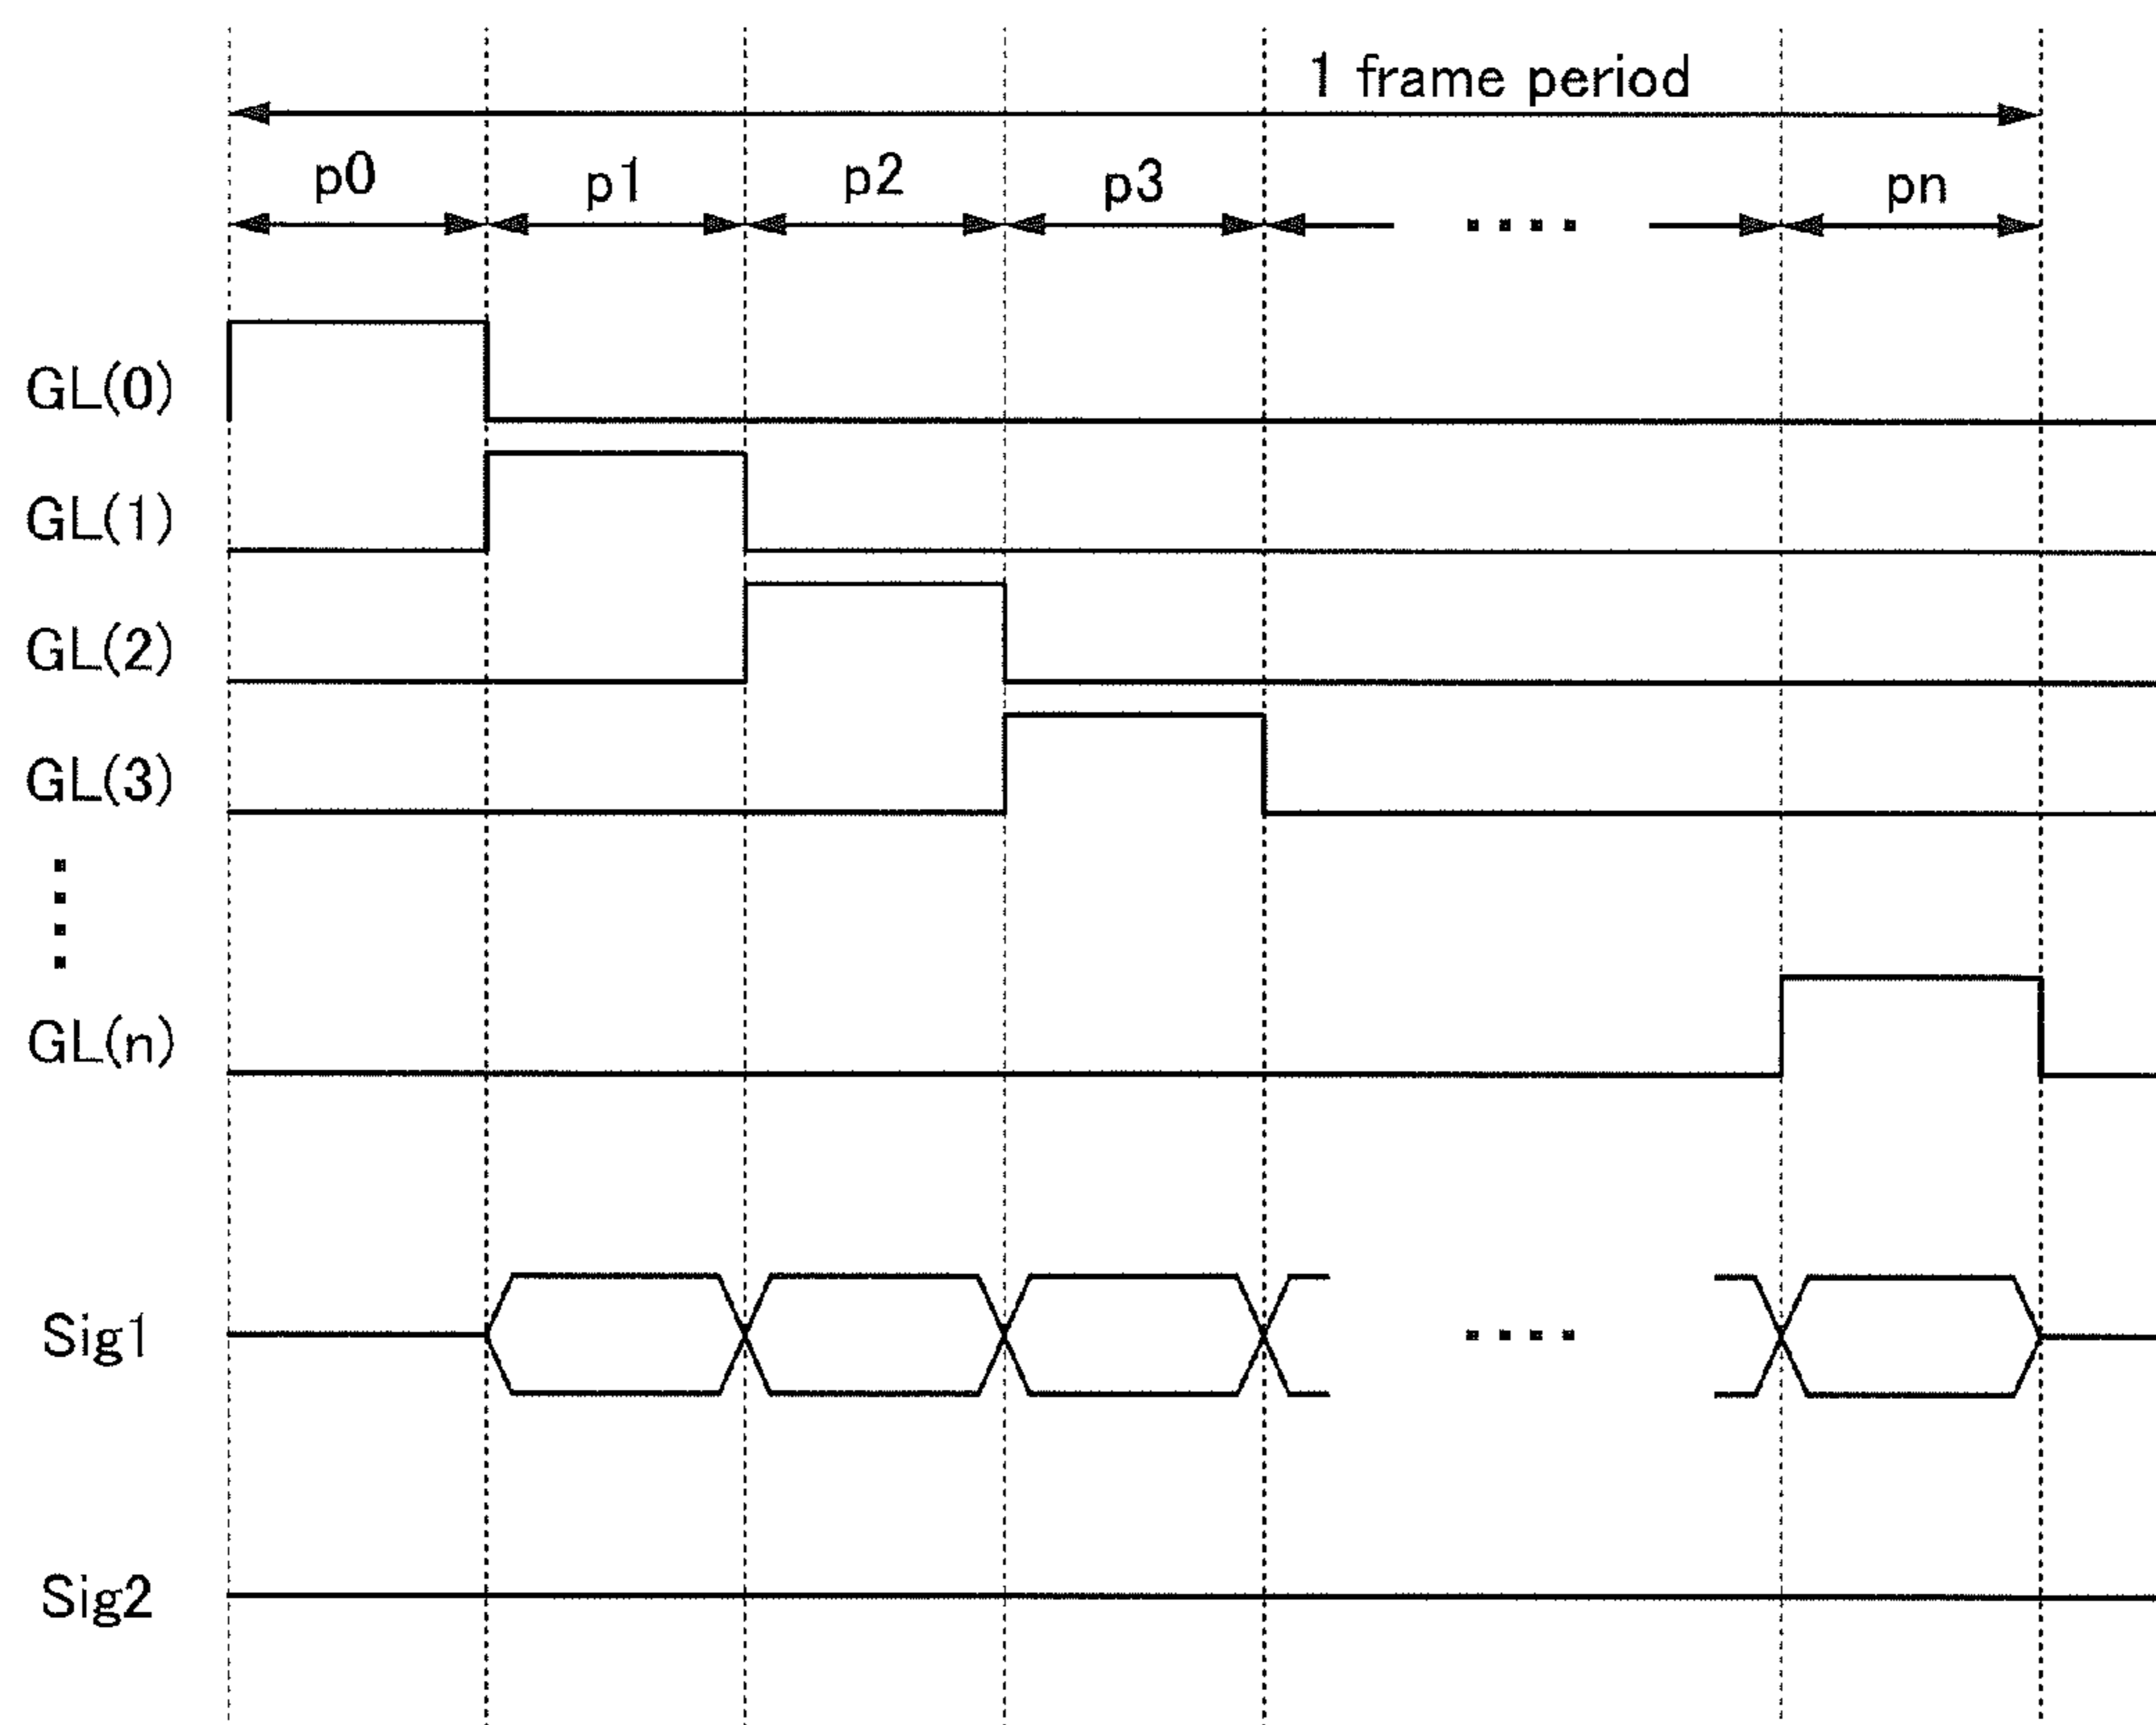 1 frame period
p0 p1 p2 p3 .... pn
GL(0)
GL(1)
GL(2)
GL(3)
GL(n)
Sig1 ....
Sig2